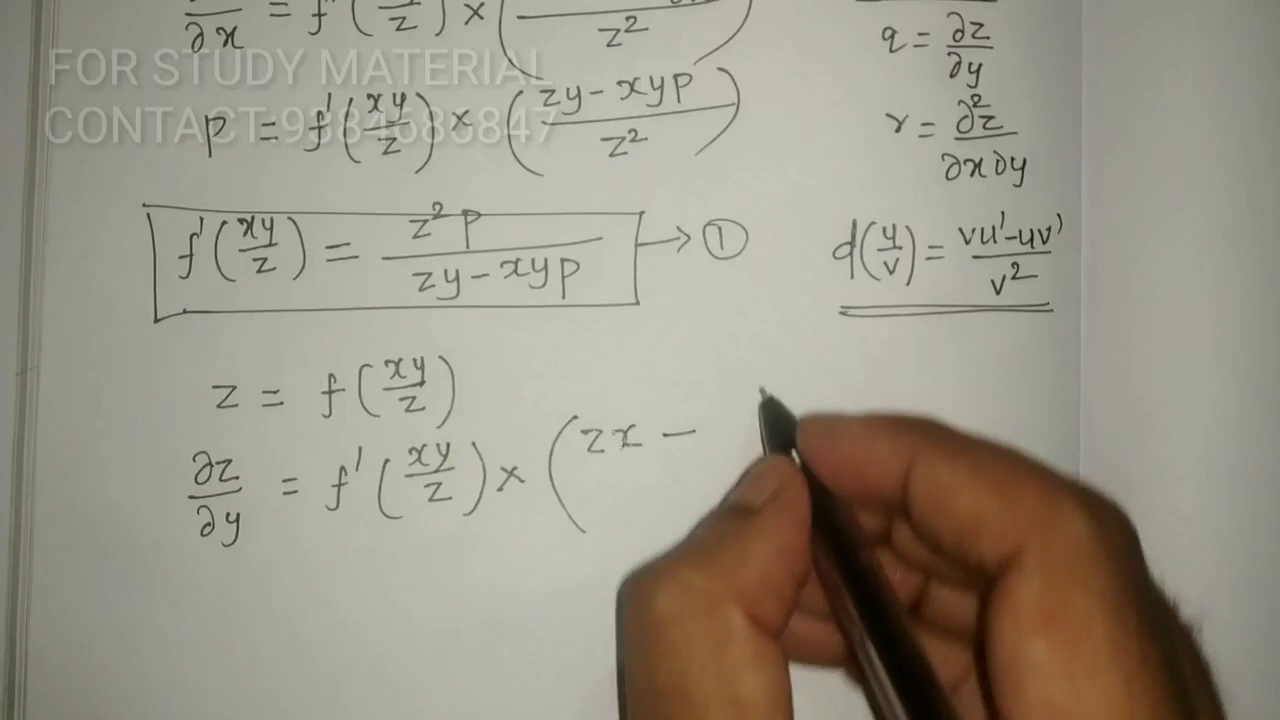 ∂x = f'( z ) × ( z²
FOR STUDY MATERIAL
CONTACT:9
p = f'(xy/z) × (zy - xyp / z²)
f'(xy/z) = z²p / zy - xyp → ①
z = f(xy/z)
∂z/∂y = f'(xy/z) × (zx -
q = ∂z/∂y
r = ∂²z/∂x∂y
d(u/v) = vu'-uv'/v²